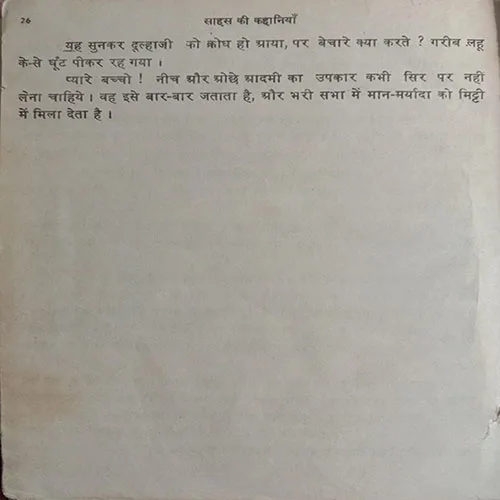 26 साहस की कहानियाँ
यह सुनकर दूल्हाजी को क्रोध हो आया, पर बेचारे क्या करते ? गरीब लहू
के-से घूँट पीकर रह गया ।
प्यारे बच्चो ! नीच और ओछे आदमी का उपकार कभी सिर पर नहीं
लेना चाहिये । वह इसे बार-बार जताता है, और भरी सभा में मान-मर्यादा को मिट्टी
में मिला देता है ।